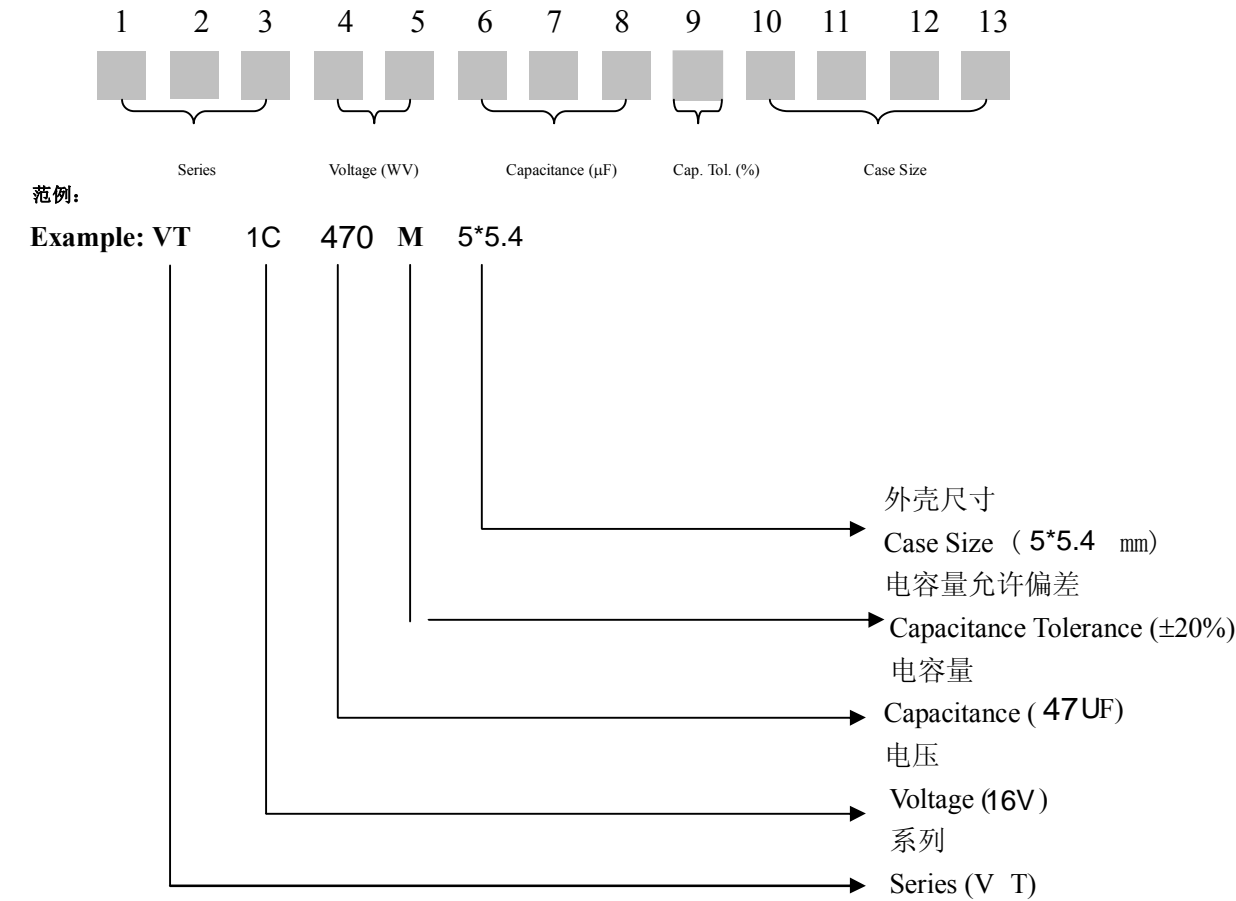 1 2 3 4 5 6 7 8 9 10 11 12 13
Series Voltage (WV) Capacitance (μF) Cap. Tol. (%) Case Size
范例：
Example: VT 1C 470 M 5*5.4
外壳尺寸
Case Size （ 5*5.4 mm）
电容量允许偏差
Capacitance Tolerance (±20%)
电容量
Capacitance ( 47UF)
电压
Voltage (16V)
系列
Series (V T)